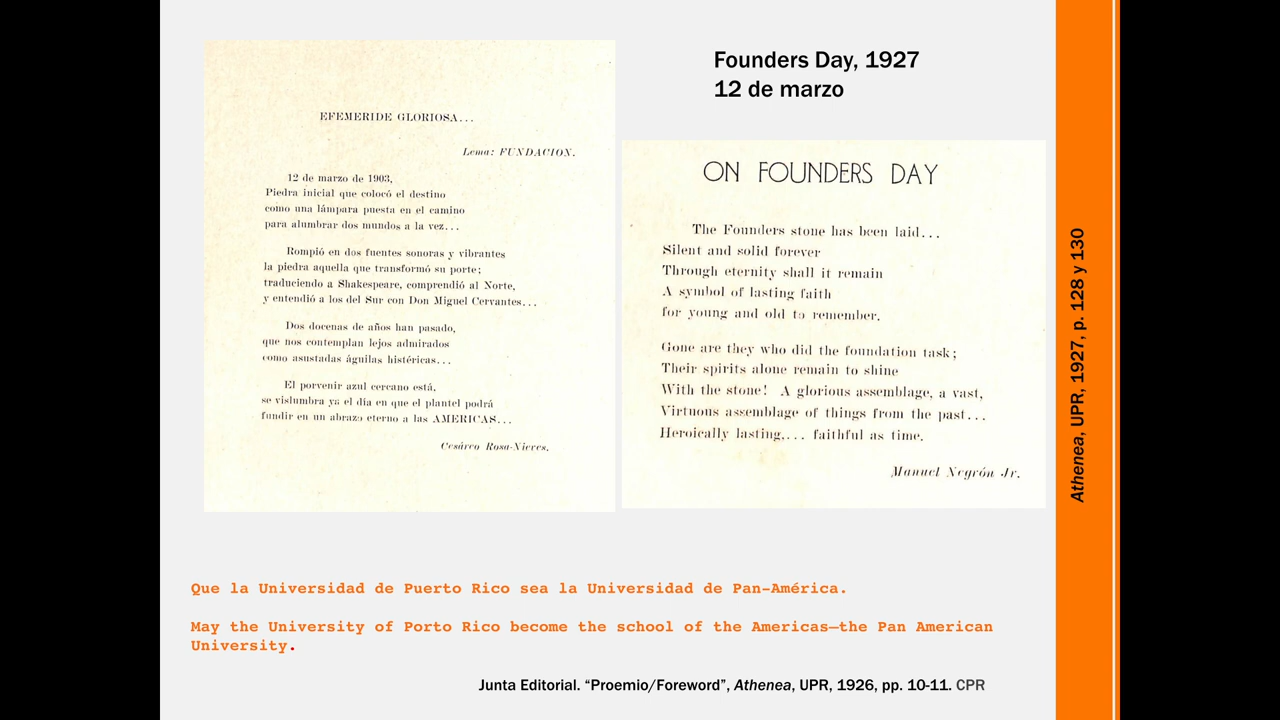 Founders Day, 1927
12 de marzo
EFEMERIDE GLORIOSA...
Lema: FUNDACION.
12 de marzo de 1903,
Piedra inicial que colocó el destino
como una lámpara puesta en el camino
para alumbrar dos mundos a la vez...
Rompió en dos fuentes sonoras y vibrantes
la piedra aquella que transformó su porte;
traduciendo a Shakespeare, comprendió al Norte,
y entendió a los del Sur con Don Miguel Cervantes...
Dos docenas de años han pasado,
que nos contemplan lejos admirados
como asustadas águilas histéricas...
El porvenir azul cercano está,
se vislumbra ya el día en que el plantel podrá
fundir en un abrazo eterno a las AMERICAS...
Cesáreo Rosa-Nieves.
ON FOUNDERS DAY
The Founders stone has been laid...
Silent and solid forever
Through eternity shall it remain
A symbol of lasting faith
for young and old to remember.
Gone are they who did the foundation task;
Their spirits alone remain to shine
With the stone! A glorious assemblage, a vast,
Virtuous assemblage of things from the past...
Heroically lasting.... faithful as time.
Manuel Negrón Jr.
Athenea, UPR, 1927, p. 128 y 130
Que la Universidad de Puerto Rico sea la Universidad de Pan-América.
May the University of Porto Rico become the school of the Americas—the Pan American
University.
Junta Editorial. “Proemio/Foreword”, Athenea, UPR, 1926, pp. 10-11. CPR